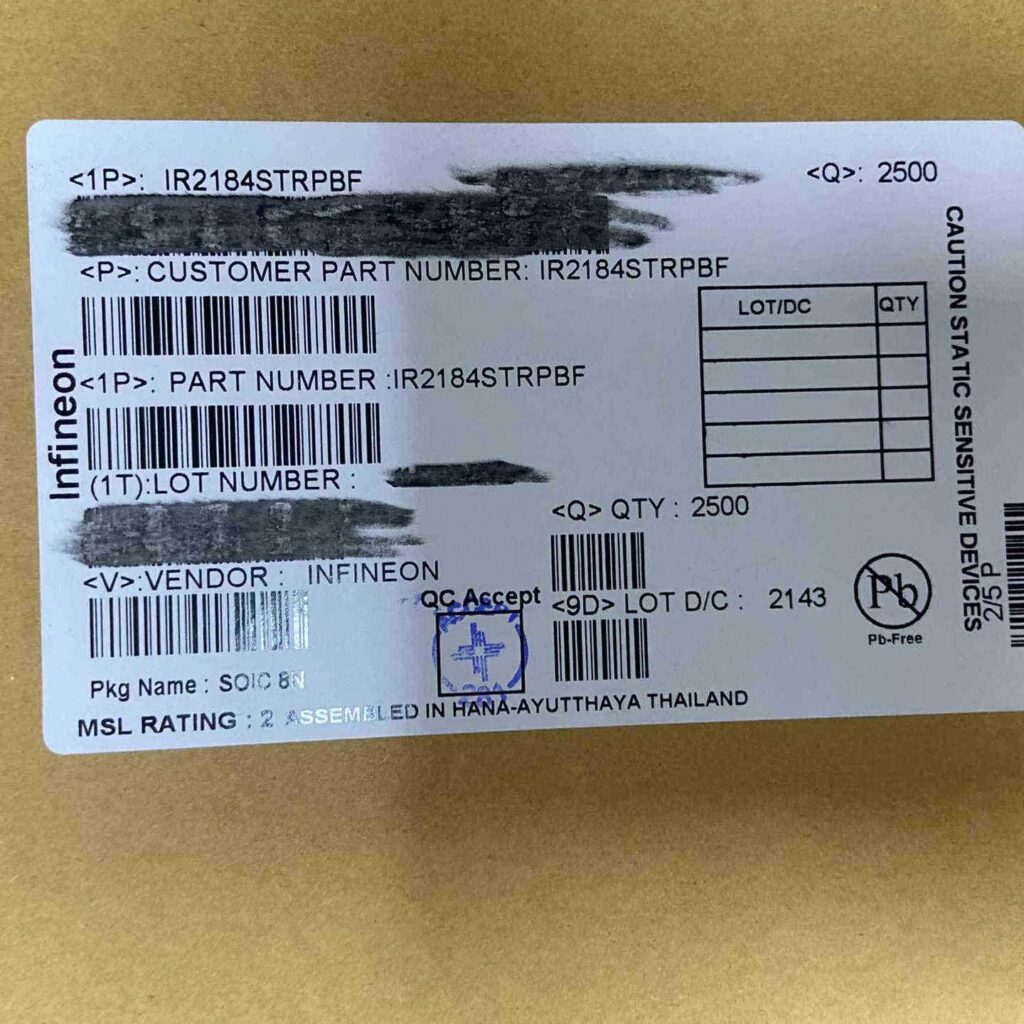 <1P>: IR2184STRPBF
<Q>: 2500
<P>: CUSTOMER PART NUMBER: IR2184STRPBF
LOT/DC QTY
<1P>: PART NUMBER :IR2184STRPBF
(1T):LOT NUMBER :
<Q> QTY : 2500
<V>:VENDOR : INFINEON
QC Accept
<9D> LOT D/C : 2143
Pb
Pb-Free
Pkg Name : SOIC 8N
MSL RATING : 2 ASSEMBLED IN HANA-AYUTTHAYA THAILAND
Infineon
CAUTION STATIC SENSITIVE DEVICES